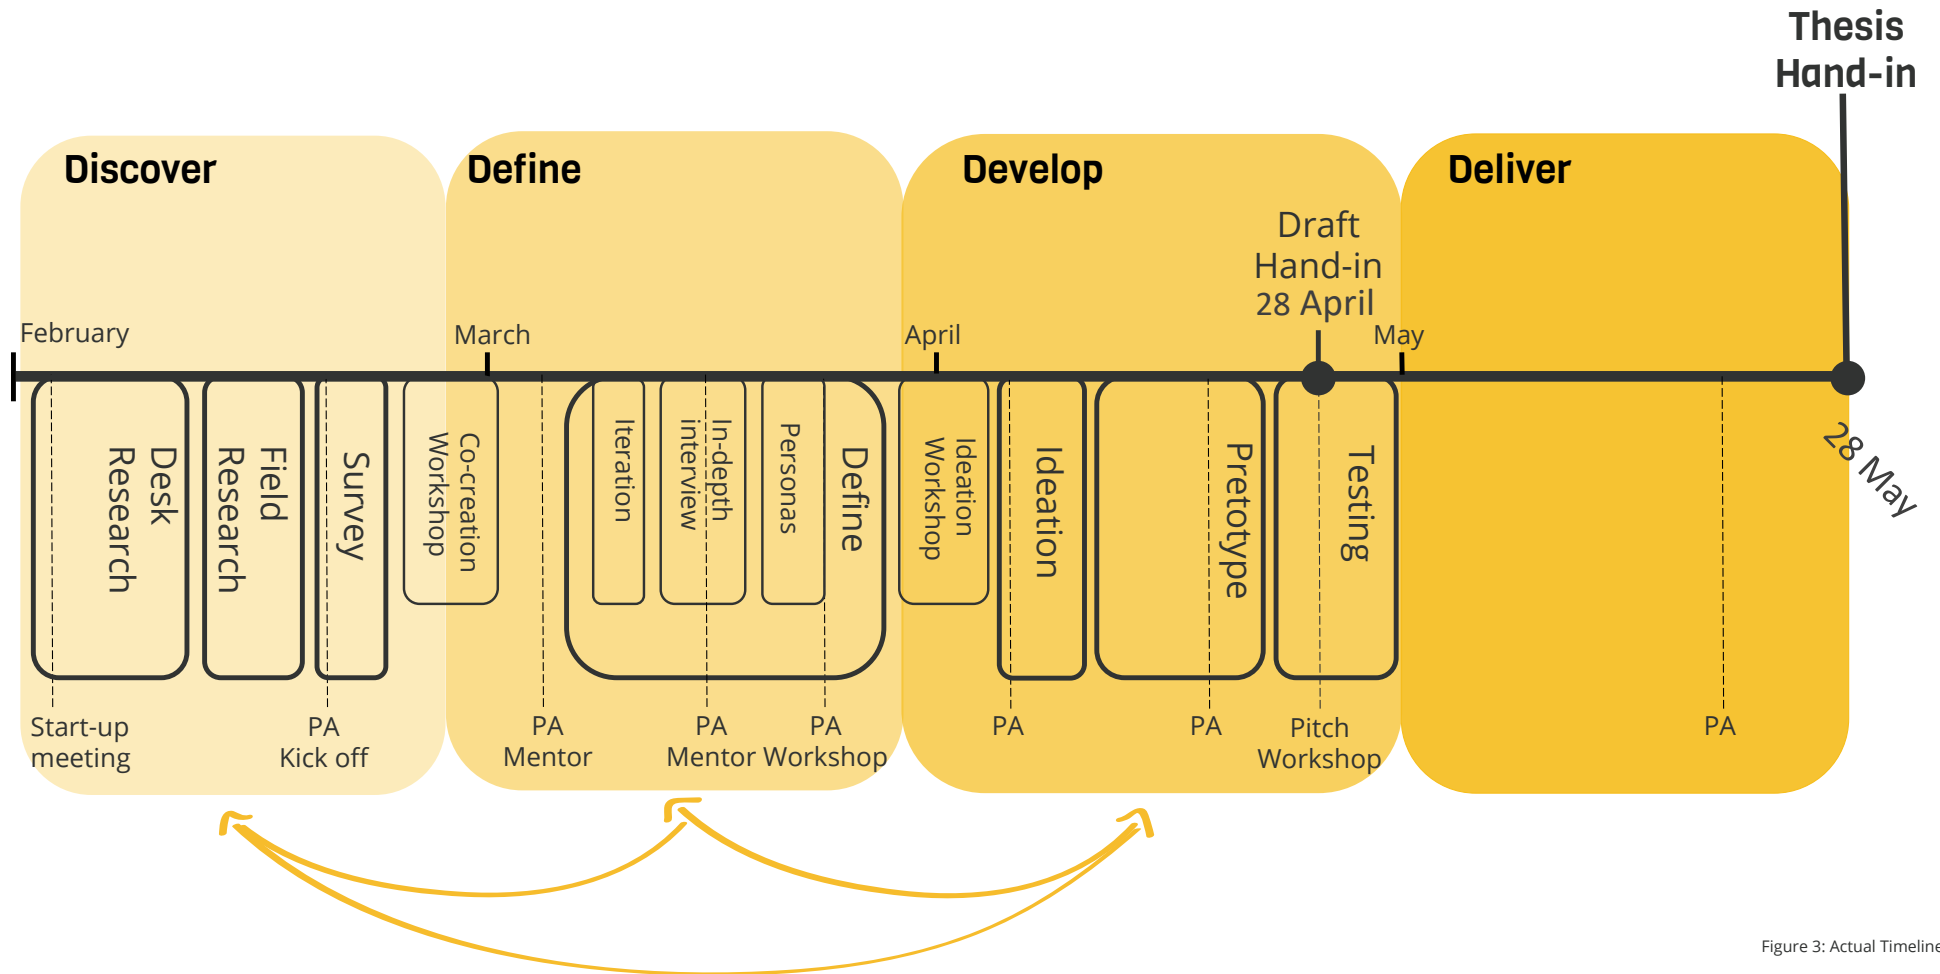 Thesis
Hand-in
Discover
Define
Develop
Deliver
Draft
Hand-in
28 April
February
March
April
May
Desk
Research
Field
Research
Survey
Co-creation
Workshop
Iteration
In-depth
interview
Personas
Define
Ideation
Workshop
Ideation
Pretotype
Testing
28 May
Start-up
meeting
PA
Kick off
PA
Mentor
PA
Mentor
PA
Workshop
PA
PA
Pitch
Workshop
PA
Figure 3: Actual Timeline